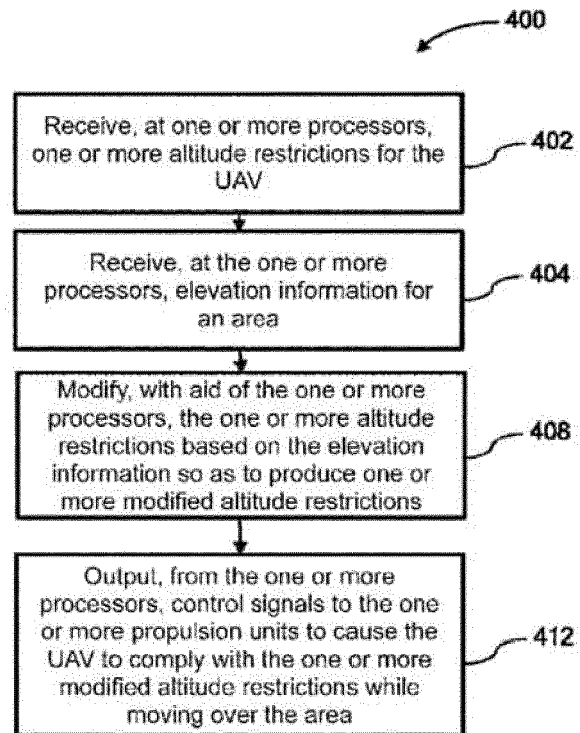 400
Receive, at one or more processors,
one or more altitude restrictions for the
UAV
402
Receive, at the one or more
processors, elevation information for
an area
404
Modify, with aid of the one or more
processors, the one or more altitude
restrictions based on the elevation
information so as to produce one or
more modified altitude restrictions
408
Output, from the one or more
processors, control signals to the one
or more propulsion units to cause the
UAV to comply with the one or more
modified altitude restrictions while
moving over the area
412